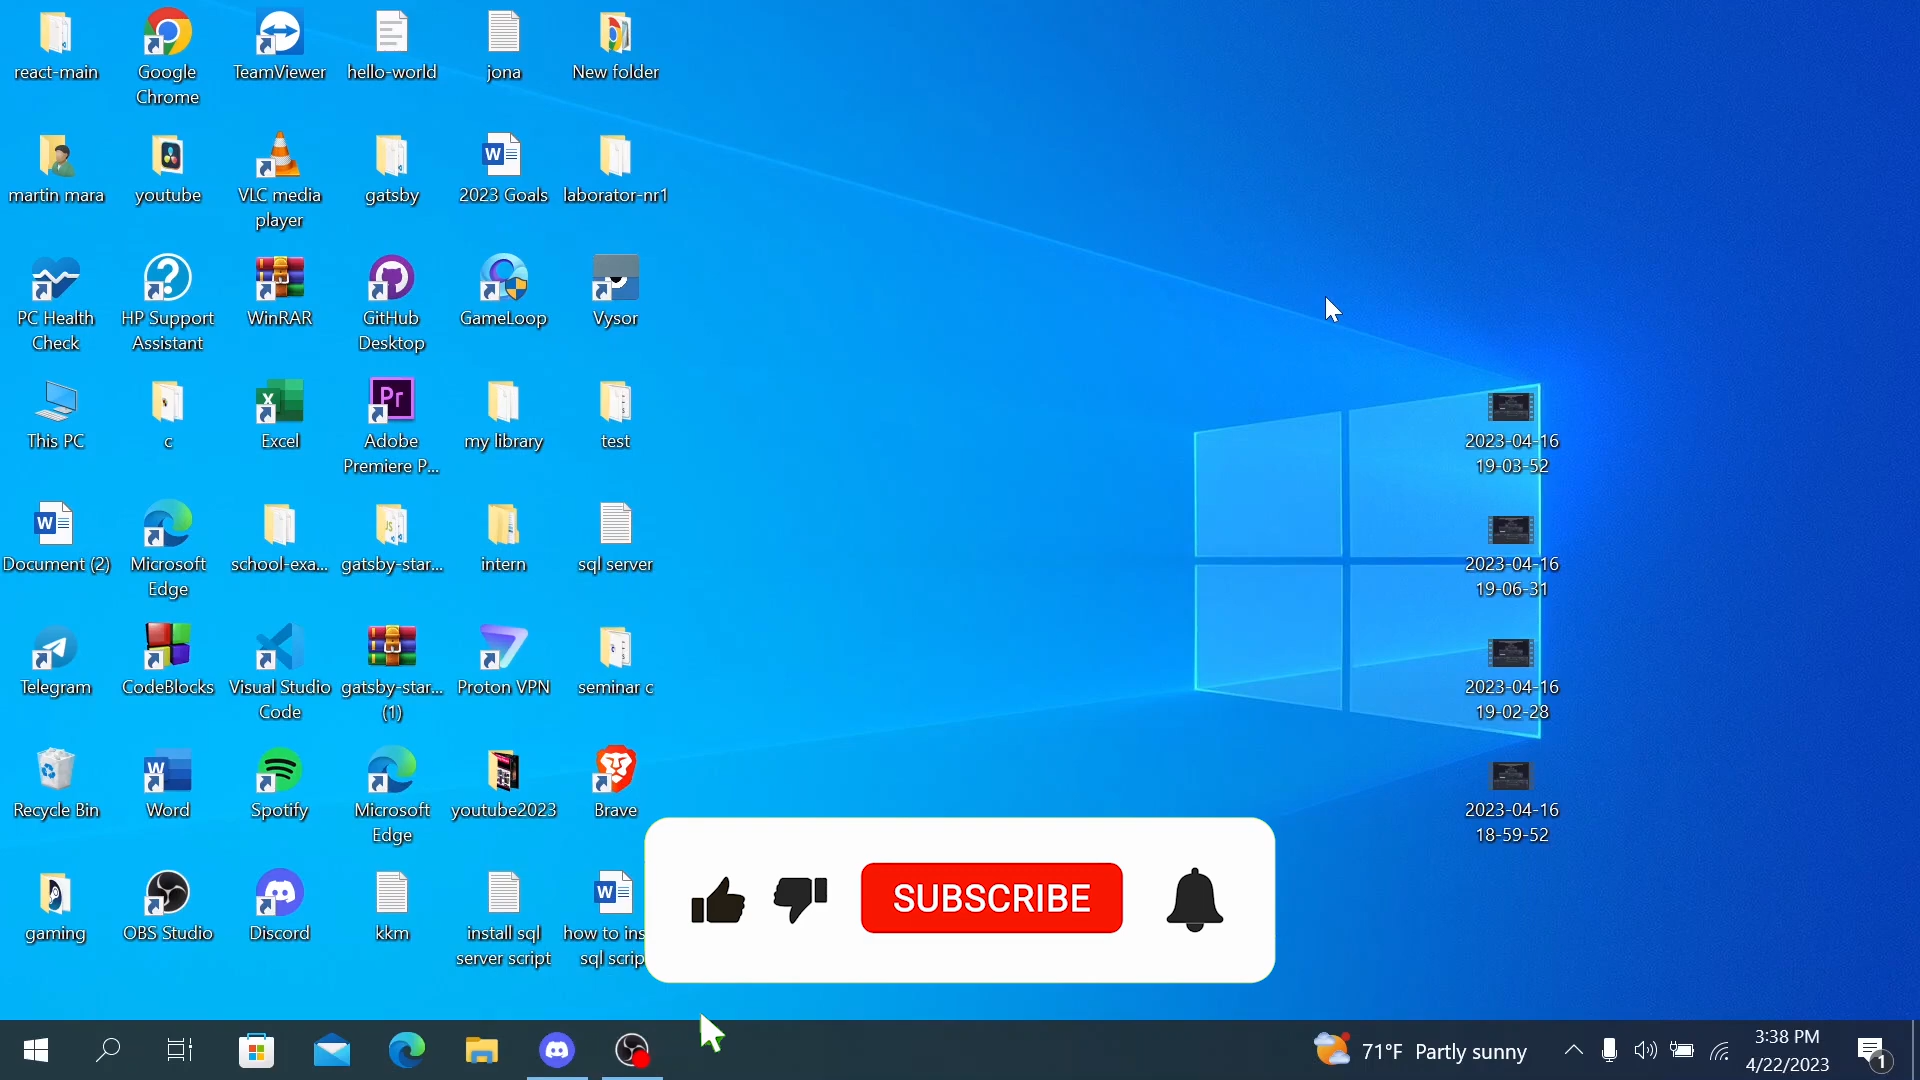 react-main
Google
Chrome
TeamViewer
hello-world
jona
New folder
martin mara
youtube
VLC media
player
gatsby
2023 Goals
laborator-nr1
PC Health
Check
HP Support
Assistant
WinRAR
GitHub
Desktop
GameLoop
Vysor
This PC
c
Excel
Adobe
Premiere P...
my library
test
2023-04-16
19-03-52
Document (2)
Microsoft
Edge
school-exa...
gatsby-star...
intern
sql server
2023-04-16
19-06-31
Telegram
CodeBlocks
Visual Studio
Code
gatsby-star...
(1)
Proton VPN
seminar c
2023-04-16
19-02-28
Recycle Bin
Word
Spotify
Microsoft
Edge
youtube2023
Brave
2023-04-16
18-59-52
gaming
OBS Studio
Discord
kkm
install sql
server script
how to ins
sql scrip
SUBSCRIBE
71°F Partly sunny
3:38 PM
4/22/2023
1